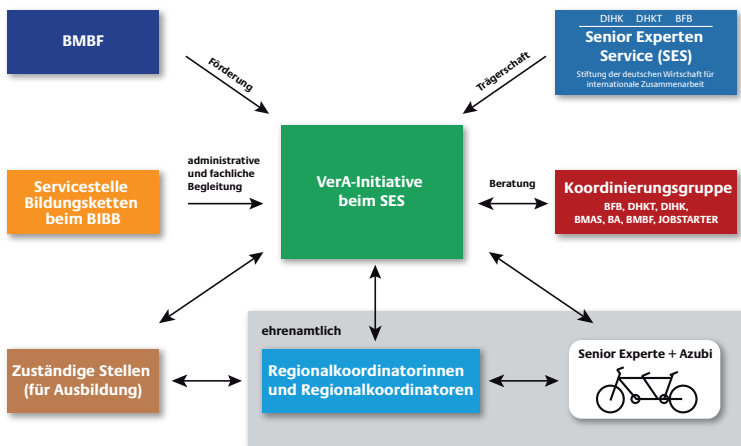 BMBF
DIHK DHKT BFB
Senior Experten
Service (SES)
Stiftung der deutschen Wirtschaft für
internationale Zusammenarbeit
Förderung
Trägerschaft
Servicestelle
Bildungsketten
beim BIBB
administrative
und fachliche
Begleitung
VerA-Initiative
beim SES
Beratung
Koordinierungsgruppe
BFB, DHKT, DIHK,
BMAS, BA, BMBF, JOBSTARTER
ehrenamtlich
Zuständige Stellen
(für Ausbildung)
Regionalkoordinatorinnen
und Regionalkoordinatoren
Senior Experte + Azubi